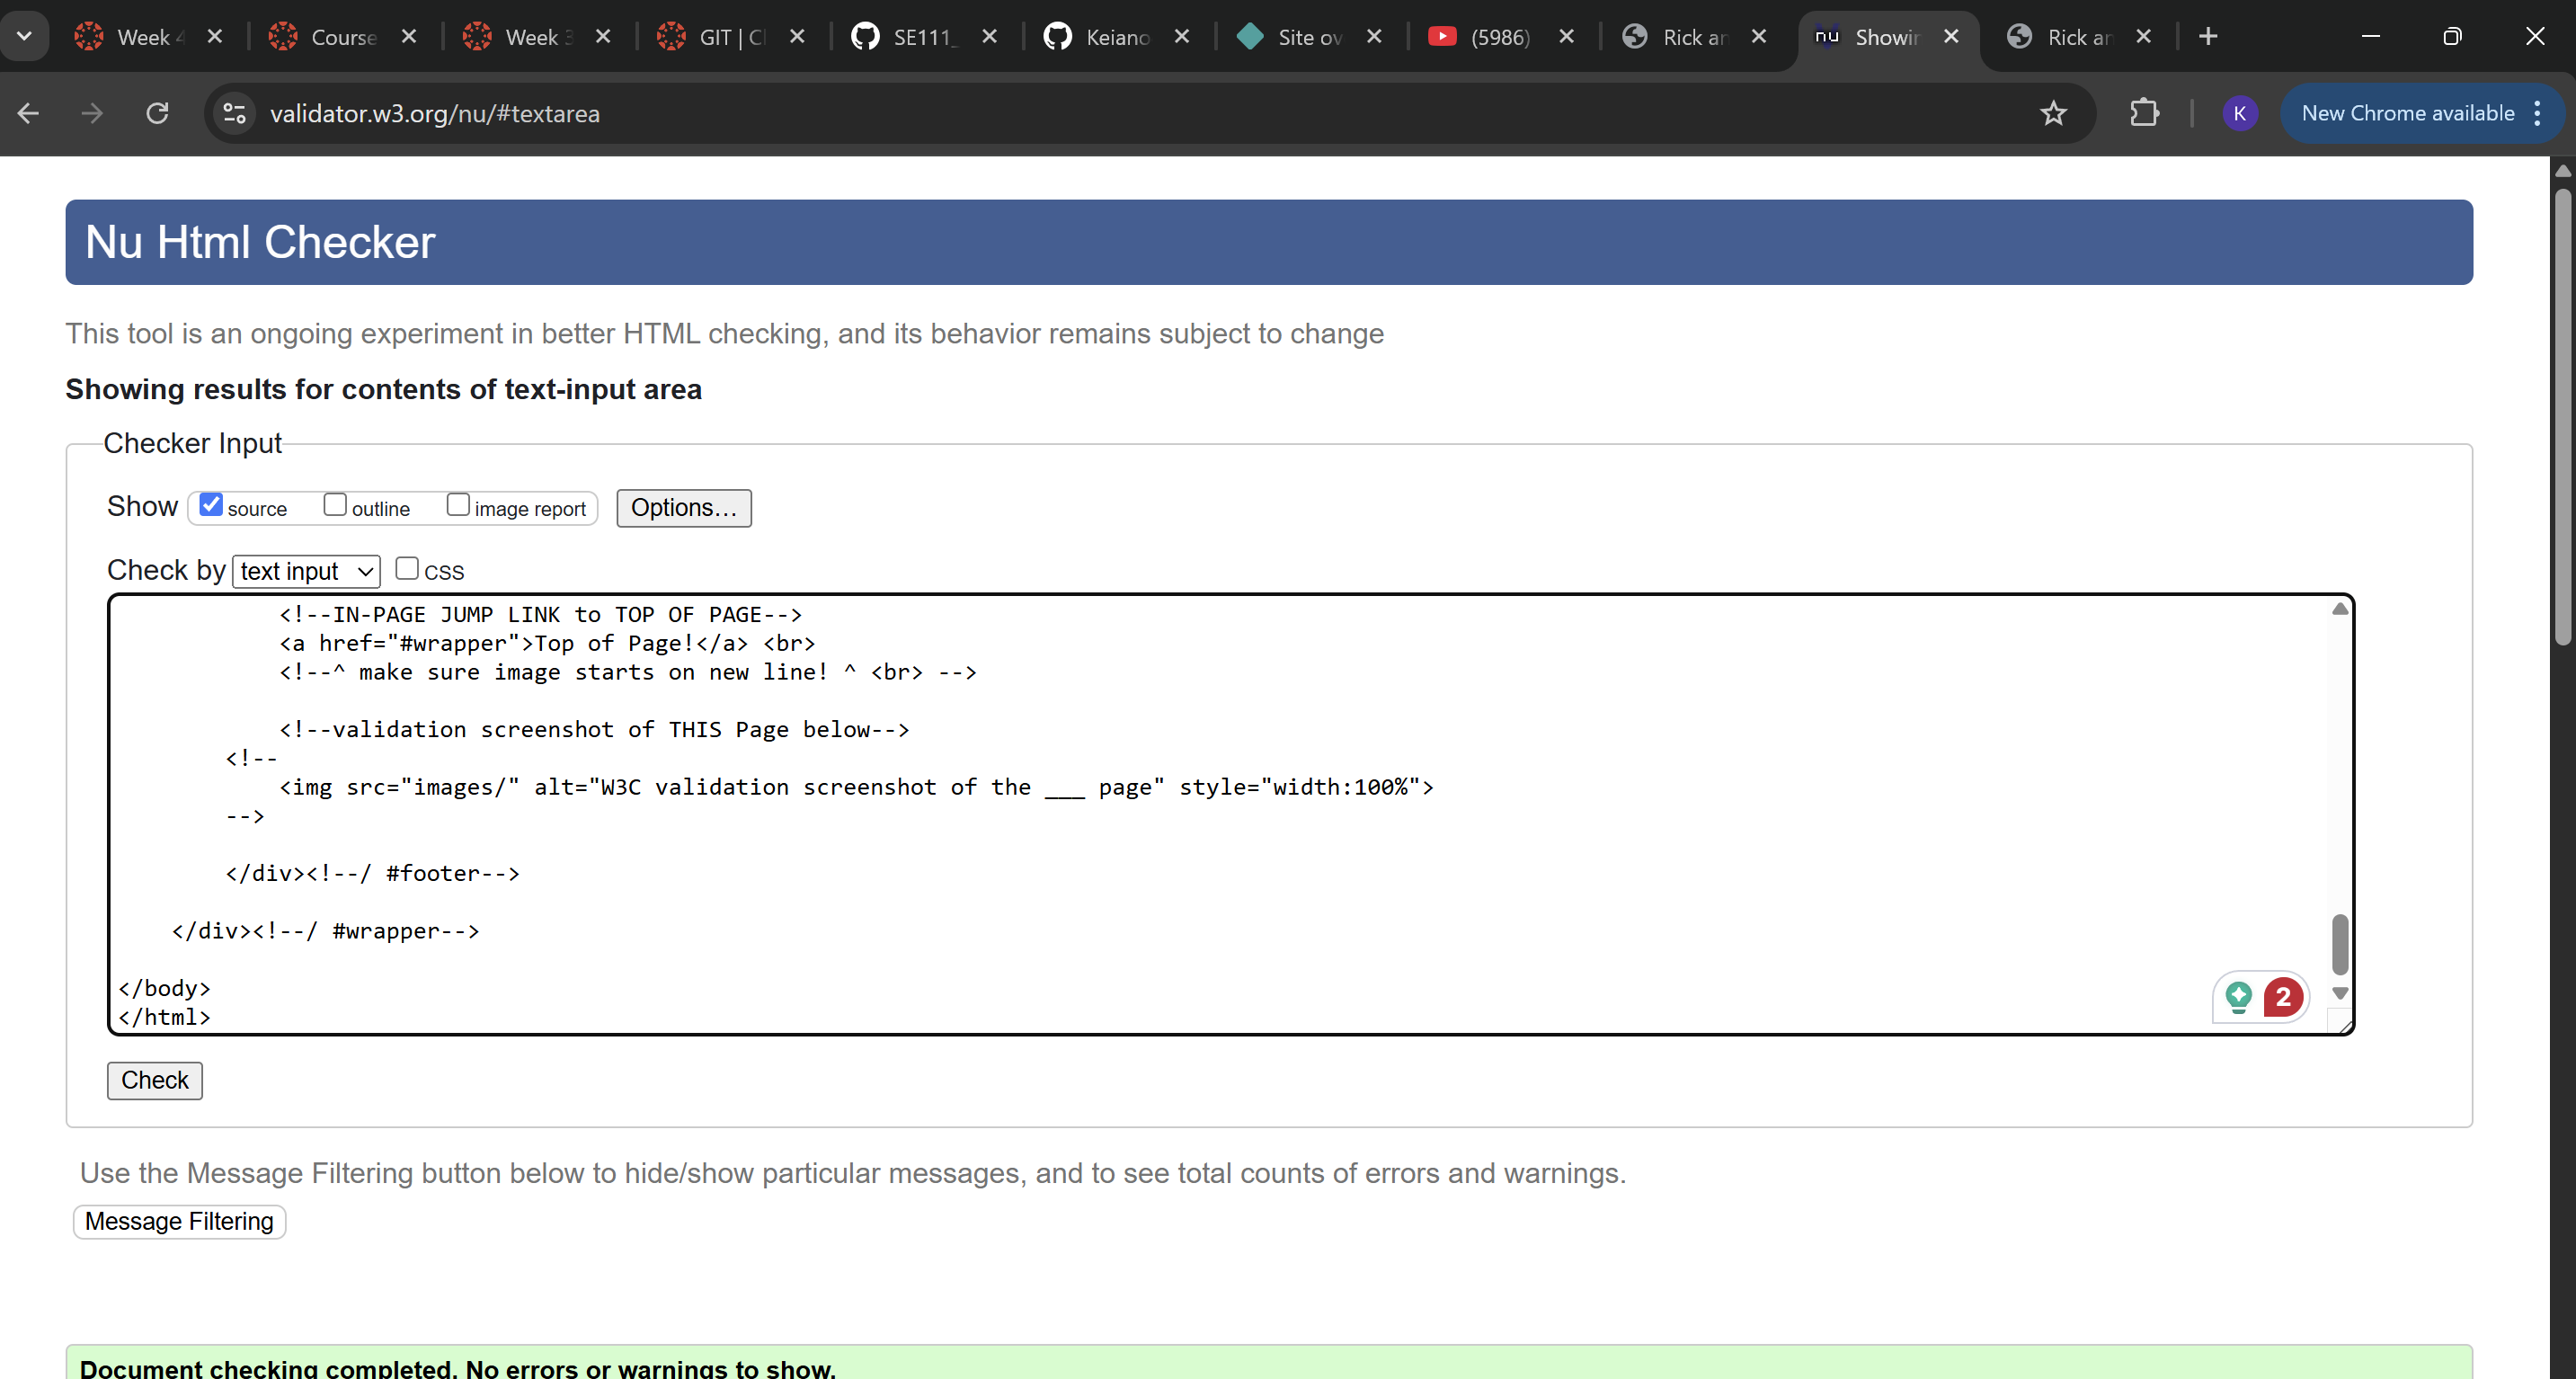 Week 4
Course
Week 3
GIT | Cl
SE111_
Keiano
Site ov
(5986)
Rick an
nu
Showin
Rick an
validator.w3.org/nu/#textarea
K
New Chrome available
Nu Html Checker
This tool is an ongoing experiment in better HTML checking, and its behavior remains subject to change
Showing results for contents of text-input area
Checker Input
Show source outline image report Options...
Check by text input CSS
<!--IN-PAGE JUMP LINK to TOP OF PAGE-->
<a href="#wrapper">Top of Page!</a> <br>
<!--^ make sure image starts on new line! ^ <br> -->
<!--validation screenshot of THIS Page below-->
<!--
<img src="images/" alt="W3C validation screenshot of the ___ page" style="width:100%">
-->
</div><!--/ #footer-->
</div><!--/ #wrapper-->
</body>
</html>
2
Check
Use the Message Filtering button below to hide/show particular messages, and to see total counts of errors and warnings.
Message Filtering
Document checking completed. No errors or warnings to show.